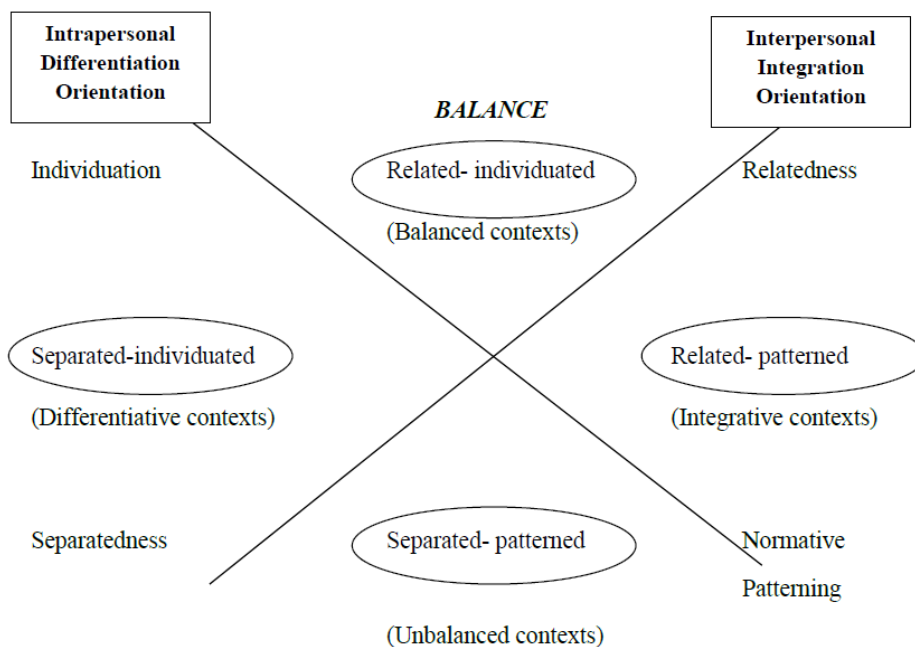 Intrapersonal
Differentiation
Orientation
Interpersonal
Integration
Orientation
BALANCE
Individuation
Related- individuated
Relatedness
(Balanced contexts)
Separated-individuated
Related- patterned
(Differentiative contexts)
(Integrative contexts)
Separatedness
Separated- patterned
Normative
Patterning
(Unbalanced contexts)